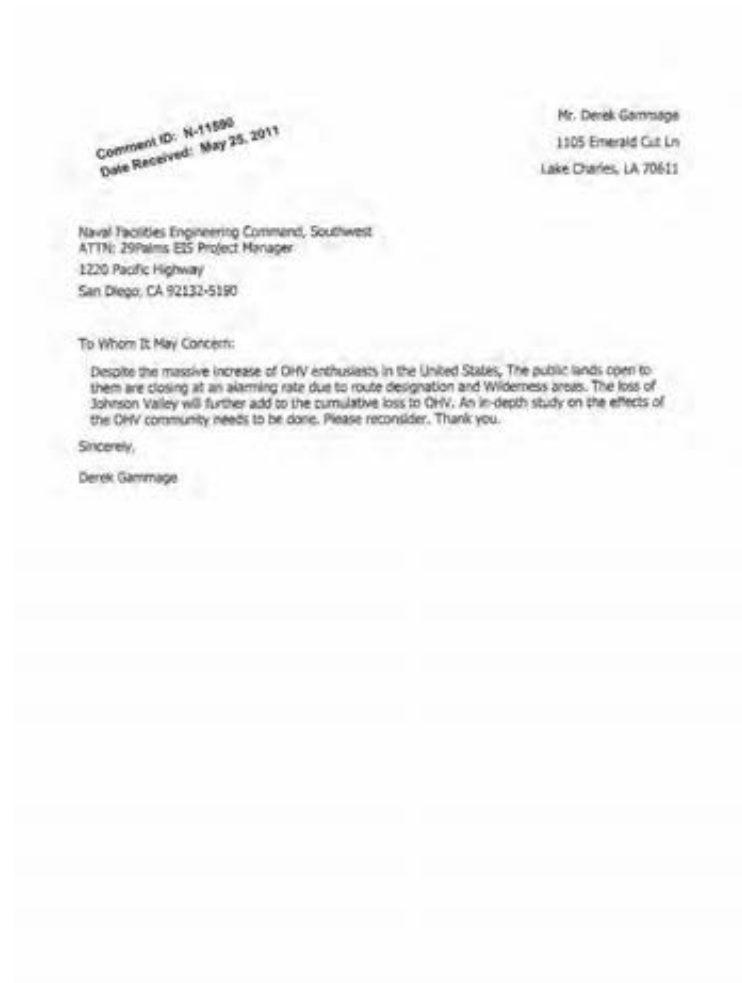 Comment ID: N-11590
Date Received: May 25, 2011
Mr. Derek Gammage
1105 Emerald Cut Ln
Lake Charles, LA 70611
Naval Facilities Engineering Command, Southwest
ATTN: 29Palms EIS Project Manager
1220 Pacific Highway
San Diego, CA 92132-5190
To Whom It May Concern:
Despite the massive increase of OHV enthusiasts in the United States, The public lands open to
them are closing at an alarming rate due to route designation and Wilderness areas. The loss of
Johnson Valley will further add to the cumulative loss to OHV. An in-depth study on the effects of
the OHV community needs to be done. Please reconsider. Thank you.
Sincerely,
Derek Gammage